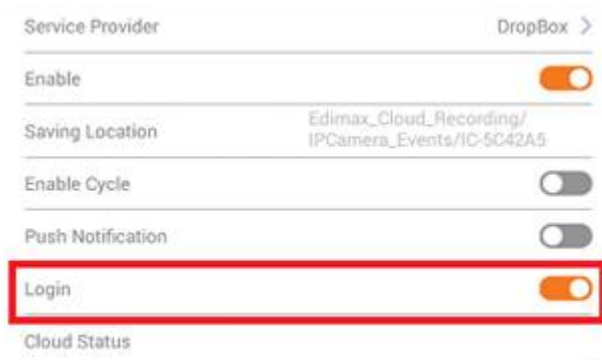 Service Provider DropBox >
Enable
Edimax_Cloud_Recording/
Saving Location IPCamera_Events/IC-5C42A5
Enable Cycle
Push Notification
Login
Cloud Status